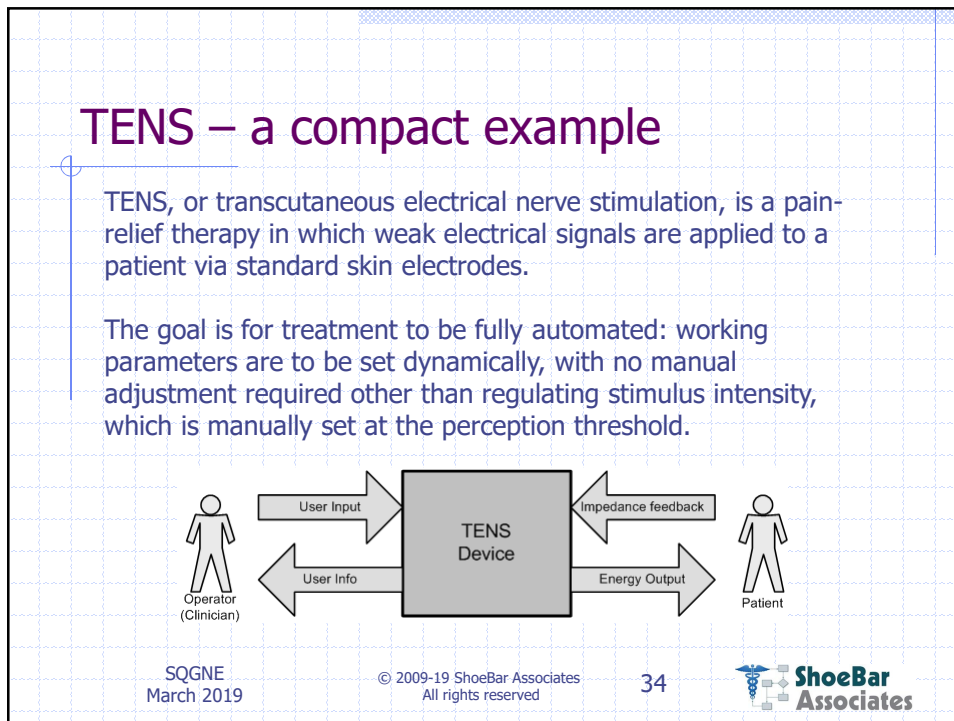 TENS – a compact example
TENS, or transcutaneous electrical nerve stimulation, is a pain-
relief therapy in which weak electrical signals are applied to a
patient via standard skin electrodes.
The goal is for treatment to be fully automated: working
parameters are to be set dynamically, with no manual
adjustment required other than regulating stimulus intensity,
which is manually set at the perception threshold.
User Input
User Info
Operator
(Clinician)
TENS
Device
Impedance feedback
Energy Output
Patient
SQGNE
March 2019
© 2009-19 ShoeBar Associates
All rights reserved
34
ShoeBar
Associates